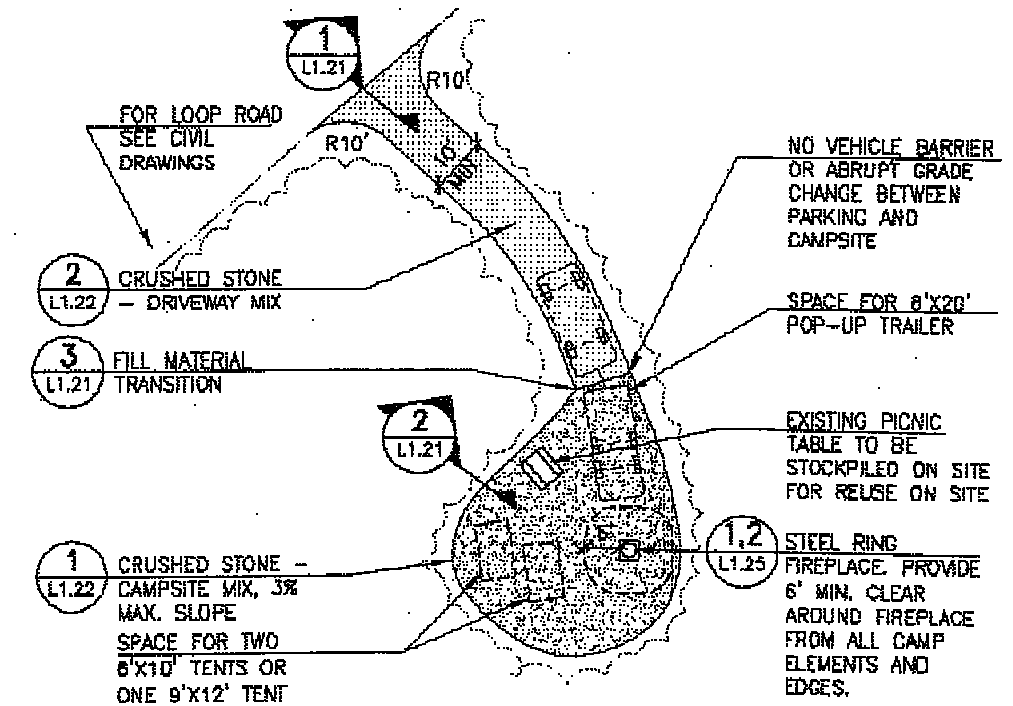 1
L1.21
R10'
R10'
10'
FOR LOOP ROAD
SEE CIVIL
DRAWINGS
NO VEHICLE BARRIER
OR ABRUPT GRADE
CHANGE BETWEEN
PARKING AND
CAMPSITE
2
L1.22
CRUSHED STONE
– DRIVEWAY MIX
SPACE FOR 8'X20'
POP-UP TRAILER
3
L1.21
FILL MATERIAL
TRANSITION
2
L1.21
EXISTING PICNIC
TABLE TO BE
STOCKPILED ON SITE
FOR REUSE ON SITE
1
L1.22
CRUSHED STONE –
CAMPSITE MIX, 3%
MAX. SLOPE
SPACE FOR TWO
8'X10' TENTS OR
ONE 9'X12' TENT
6'
1.2
L1.25
STEEL RING
FIREPLACE. PROVIDE
6' MIN. CLEAR
AROUND FIREPLACE
FROM ALL CAMP
ELEMENTS AND
EDGES.